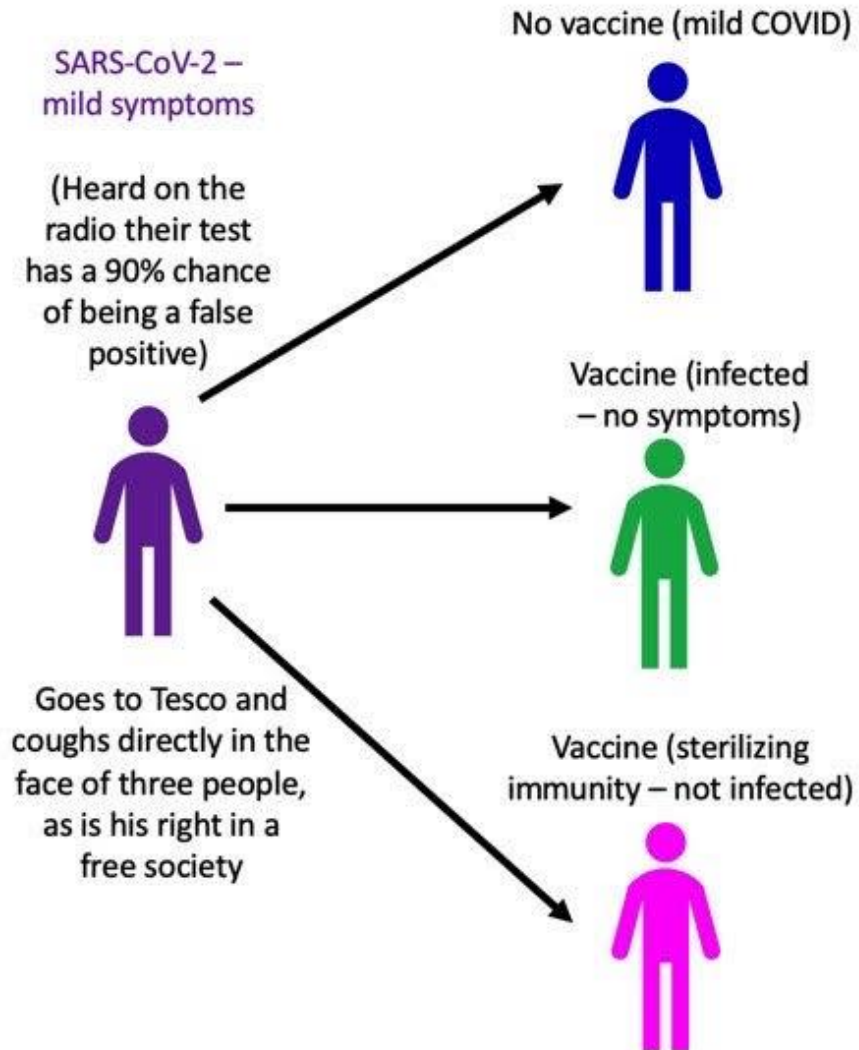 SARS-CoV-2 –
mild symptoms
(Heard on the
radio their test
has a 90% chance
of being a false
positive)
Goes to Tesco and
coughs directly in the
face of three people,
as is his right in a
free society
No vaccine (mild COVID)
Vaccine (infected
– no symptoms)
Vaccine (sterilizing
immunity – not infected)